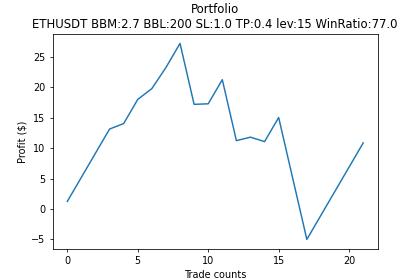 Portfolio
ETHUSDT BBM:2.7 BBL:200 SL:1.0 TP:0.4 lev:15 WinRatio:77.0
25
20
15
10
5
0
−5
Profit ($)
0 5 10 15 20
Trade counts